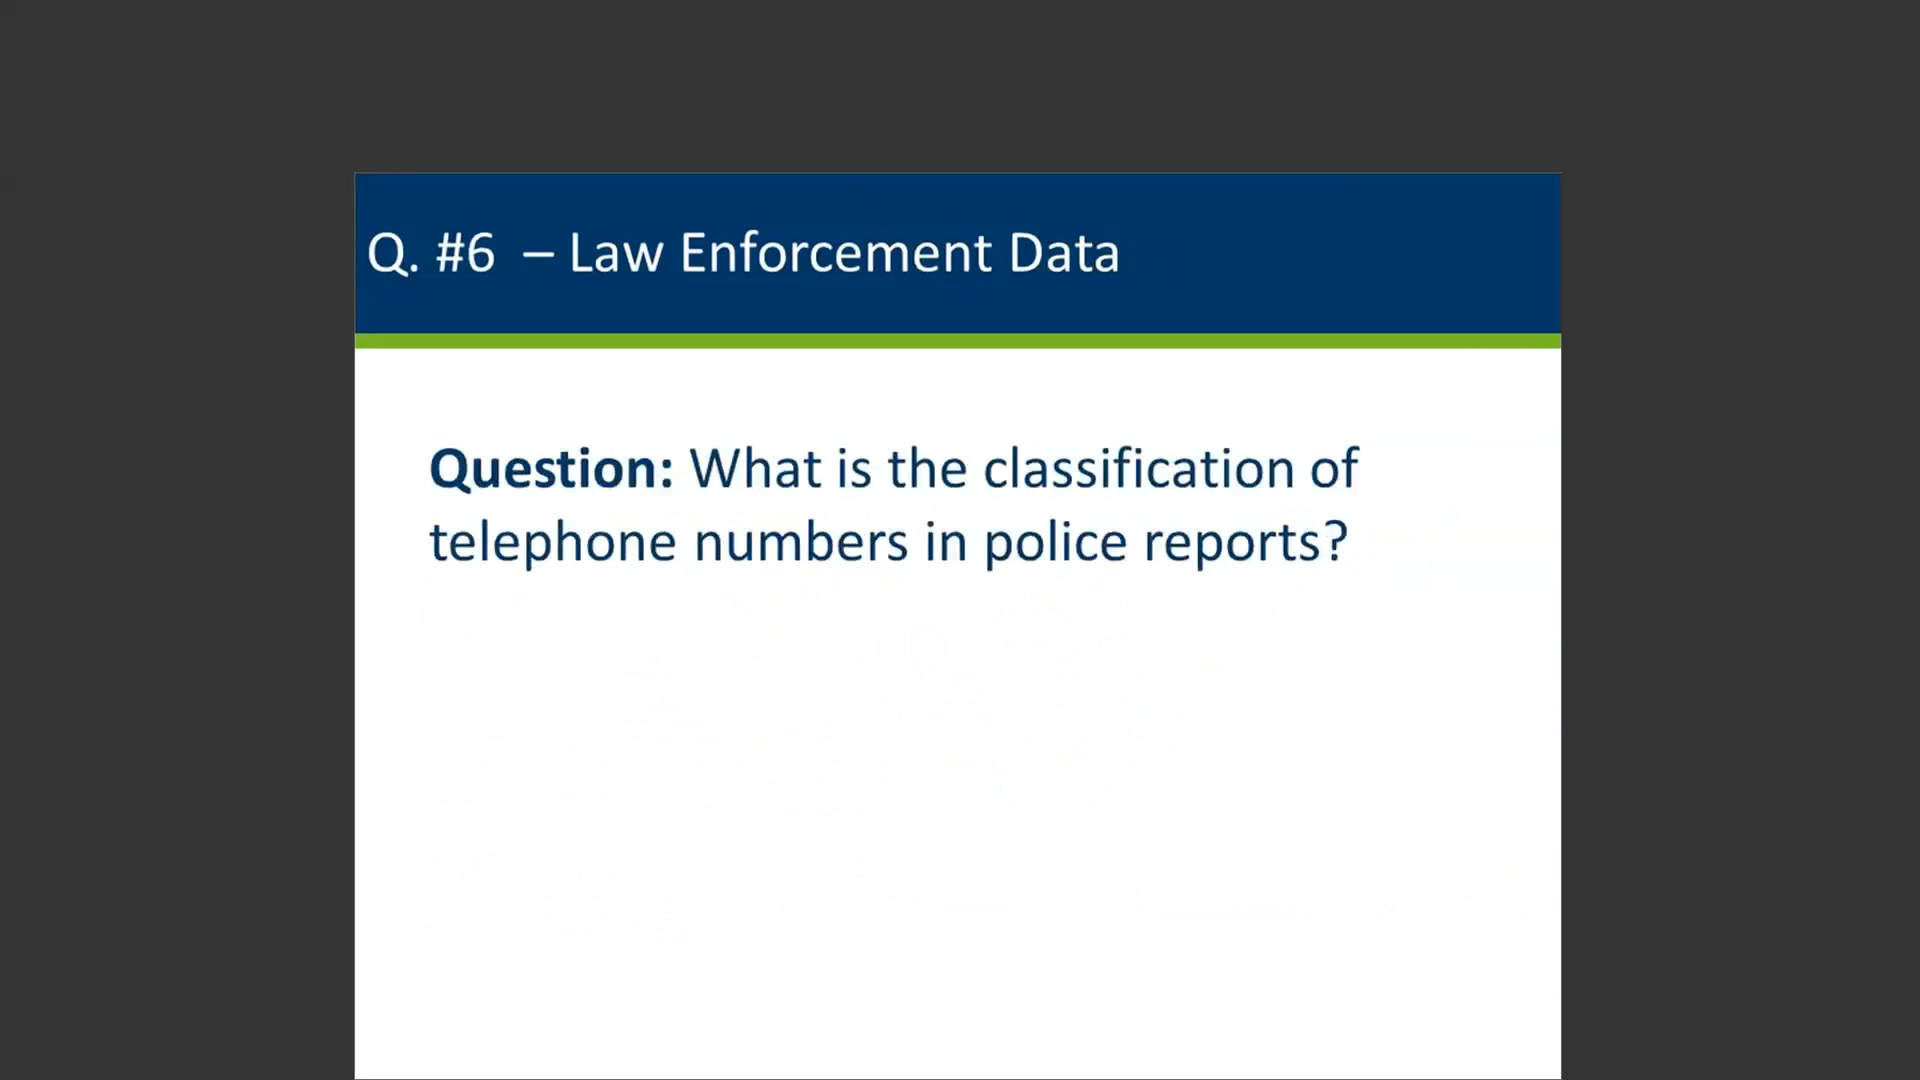 Q. #6 – Law Enforcement Data
Question: What is the classification of
telephone numbers in police reports?